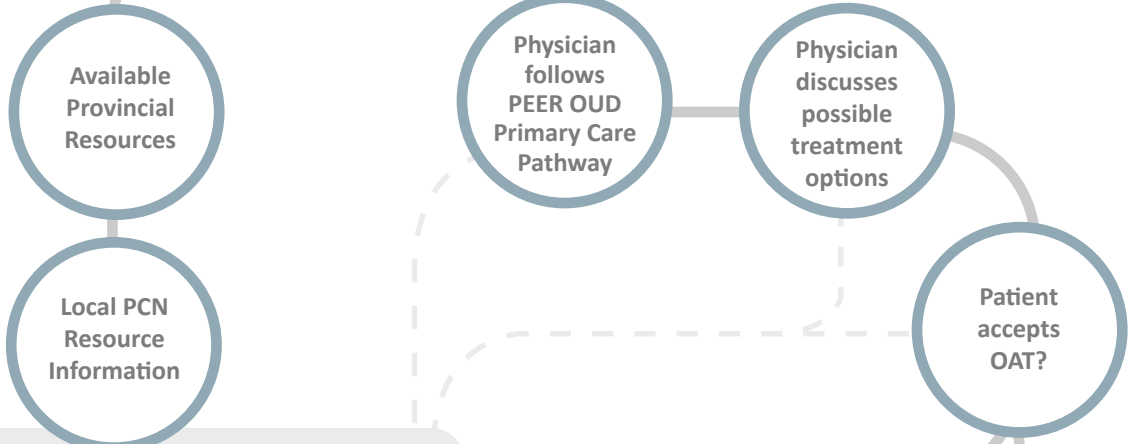 Available
Provincial
Resources
Local PCN
Resource
Information
Physician
follows
PEER OUD
Primary Care
Pathway
Physician
discusses
possible
treatment
options
Patient
accepts
OAT?